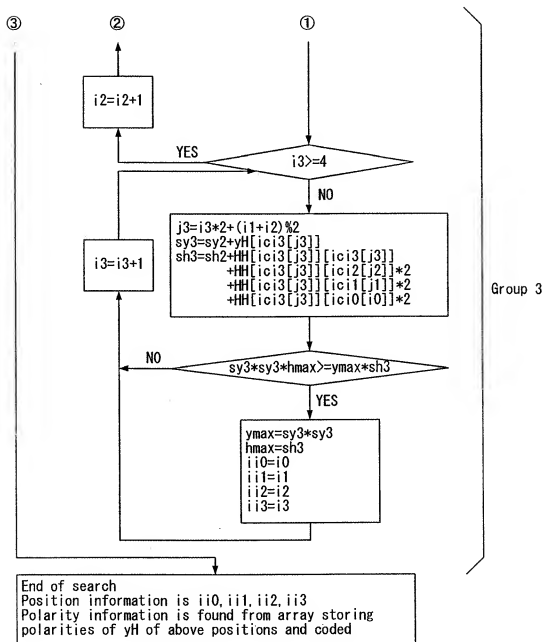 ③
②
①
i2=i2+1
YES
i3>=4
NO
j3=i3*2+(i1+i2)%2
sy3=sy2+yH[ici3[j3]]
sh3=sh2+HH[ici3[j3]][ici3[j3]]
+HH[ici3[j3]][ici2[j2]]*2
+HH[ici3[j3]][ici1[j1]]*2
+HH[ici3[j3]][ici0[i0]]*2
i3=i3+1
Group 3
NO
sy3*sy3*hmax>=ymax*sh3
YES
ymax=sy3*sy3
hmax=sh3
ii0=i0
ii1=i1
ii2=i2
ii3=i3
End of search
Position information is ii0, ii1, ii2, ii3
Polarity information is found from array storing
polarities of yH of above positions and coded